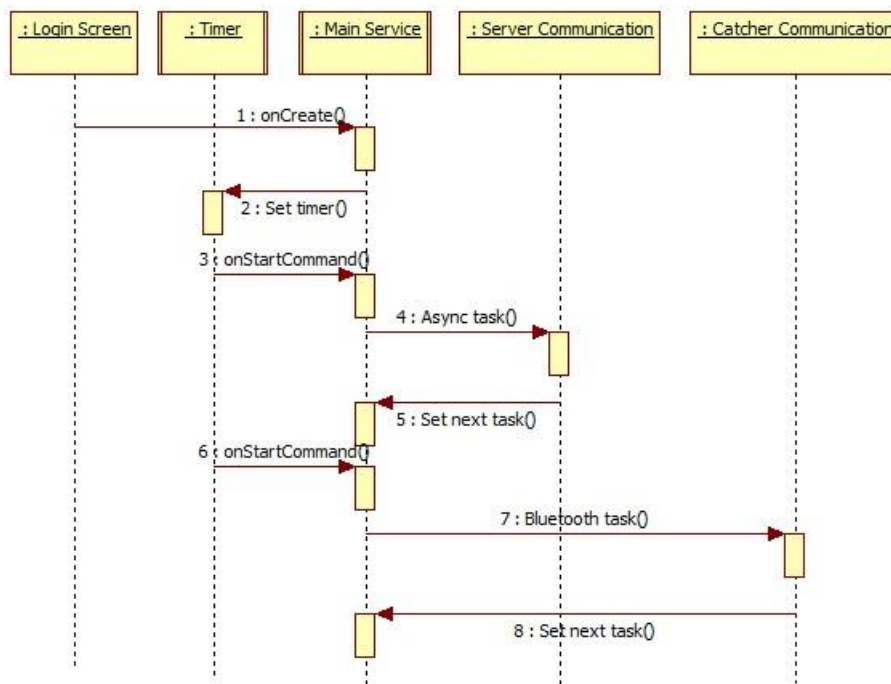 : Login Screen
: Timer
: Main Service
: Server Communication
: Catcher Communication
1 : onCreate()
2 : Set timer()
3 : onStartCommand()
4 : Async task()
5 : Set next task()
6 : onStartCommand()
7 : Bluetooth task()
8 : Set next task()